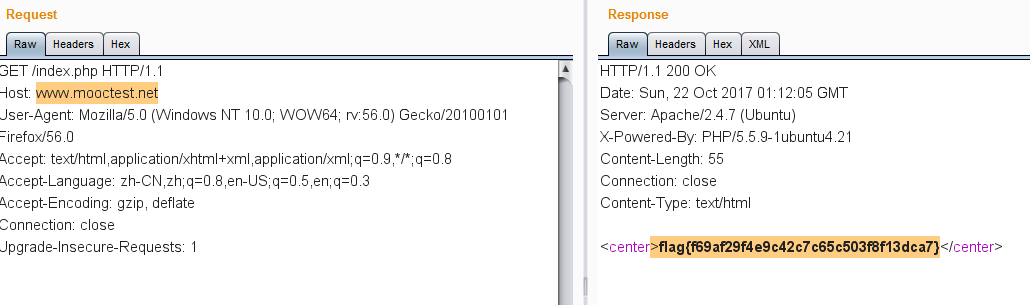 Request
Raw Headers Hex
GET /index.php HTTP/1.1
Host: www.mooctest.net
User-Agent: Mozilla/5.0 (Windows NT 10.0; WOW64; rv:56.0) Gecko/20100101
Firefox/56.0
Accept: text/html,application/xhtml+xml,application/xml;q=0.9,*/*;q=0.8
Accept-Language: zh-CN,zh;q=0.8,en-US;q=0.5,en;q=0.3
Accept-Encoding: gzip, deflate
Connection: close
Upgrade-Insecure-Requests: 1
Response
Raw Headers Hex XML
HTTP/1.1 200 OK
Date: Sun, 22 Oct 2017 01:12:05 GMT
Server: Apache/2.4.7 (Ubuntu)
X-Powered-By: PHP/5.5.9-1ubuntu4.21
Content-Length: 55
Connection: close
Content-Type: text/html
<center>flag{f69af29f4e9c42c7c65c503f8f13dca7}</center>